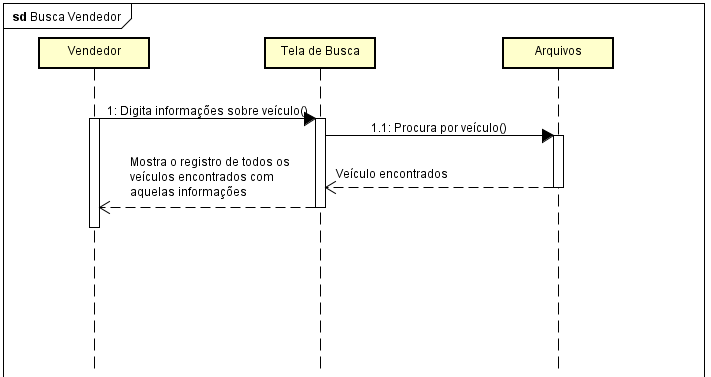 sd Busca Vendedor
Vendedor
Tela de Busca
Arquivos
1: Digita informações sobre veículo()
1.1: Procura por veículo()
Mostra o registro de todos os
veículos encontrados com
aquelas informações
Veículo encontrados